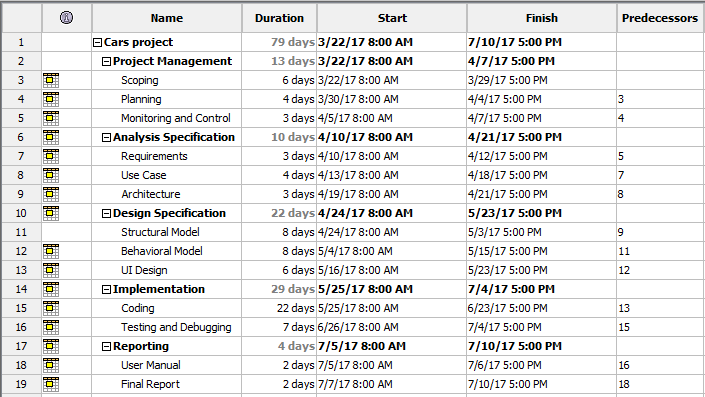 Name Duration Start Finish Predecessors
1 Cars project 79 days 3/22/17 8:00 AM 7/10/17 5:00 PM
2 Project Management 13 days 3/22/17 8:00 AM 4/7/17 5:00 PM
3 Scoping 6 days 3/22/17 8:00 AM 3/29/17 5:00 PM
4 Planning 4 days 3/30/17 8:00 AM 4/4/17 5:00 PM 3
5 Monitoring and Control 3 days 4/5/17 8:00 AM 4/7/17 5:00 PM 4
6 Analysis Specification 10 days 4/10/17 8:00 AM 4/21/17 5:00 PM
7 Requirements 3 days 4/10/17 8:00 AM 4/12/17 5:00 PM 5
8 Use Case 4 days 4/13/17 8:00 AM 4/18/17 5:00 PM 7
9 Architecture 3 days 4/19/17 8:00 AM 4/21/17 5:00 PM 8
10 Design Specification 22 days 4/24/17 8:00 AM 5/23/17 5:00 PM
11 Structural Model 8 days 4/24/17 8:00 AM 5/3/17 5:00 PM 9
12 Behavioral Model 8 days 5/4/17 8:00 AM 5/15/17 5:00 PM 11
13 UI Design 6 days 5/16/17 8:00 AM 5/23/17 5:00 PM 12
14 Implementation 29 days 5/25/17 8:00 AM 7/4/17 5:00 PM
15 Coding 22 days 5/25/17 8:00 AM 6/23/17 5:00 PM 13
16 Testing and Debugging 7 days 6/26/17 8:00 AM 7/4/17 5:00 PM 15
17 Reporting 4 days 7/5/17 8:00 AM 7/10/17 5:00 PM
18 User Manual 2 days 7/5/17 8:00 AM 7/6/17 5:00 PM 16
19 Final Report 2 days 7/7/17 8:00 AM 7/10/17 5:00 PM 18